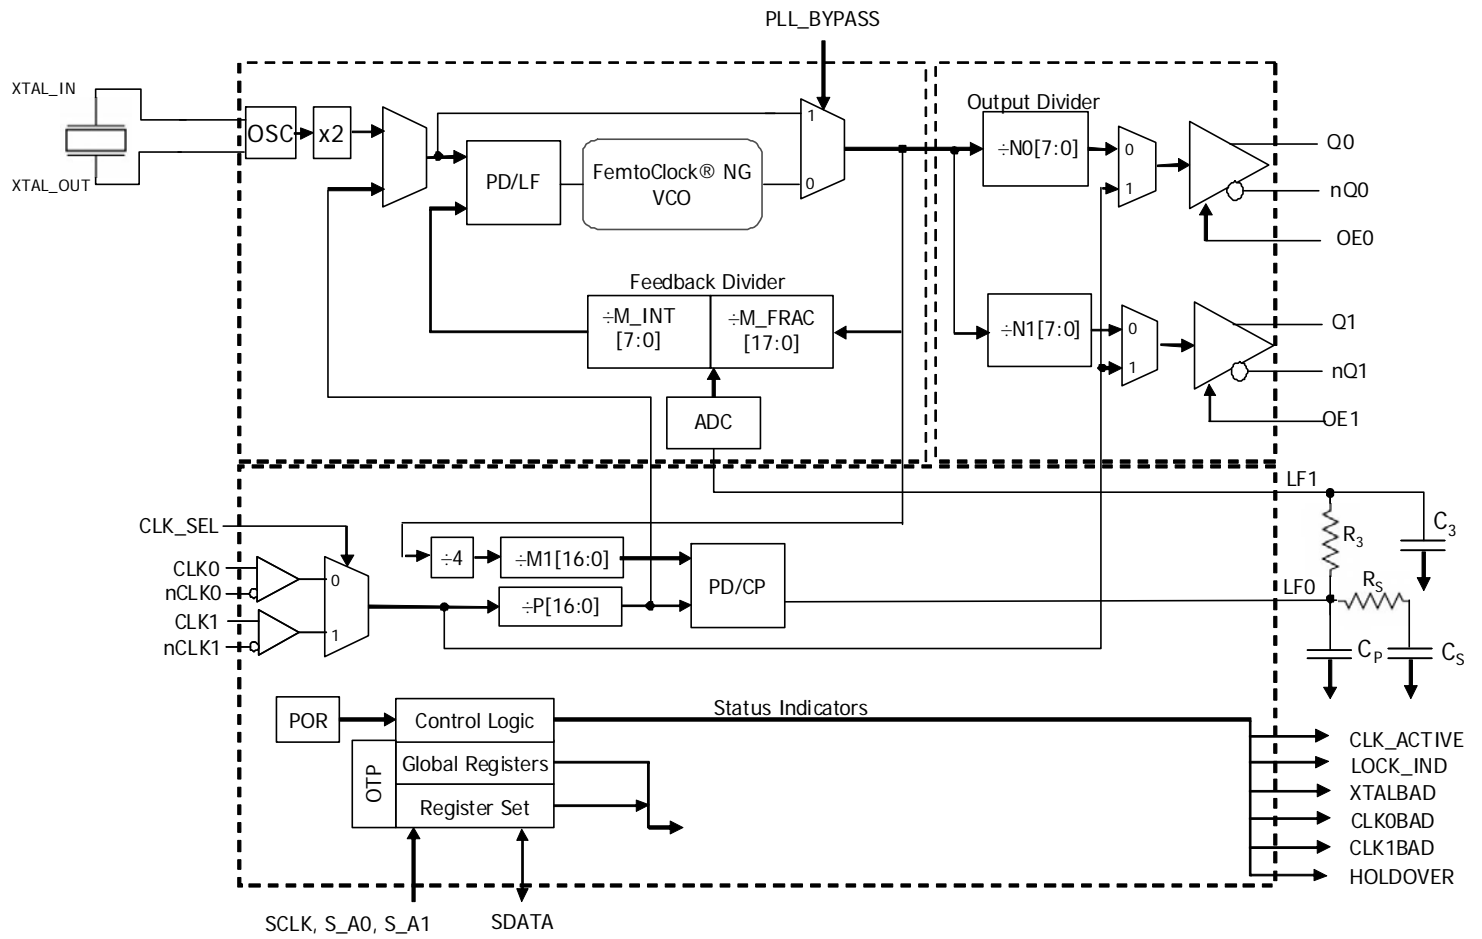 PLL_BYPASS
XTAL_IN
XTAL_OUT
OSC
x2
PD/LF
FemtoClock® NG
VCO
1
0
Output Divider
÷N0[7:0]
0
1
Q0
nQ0
OE0
Feedback Divider
÷M_INT
[7:0]
÷M_FRAC
[17:0]
÷N1[7:0]
0
1
Q1
nQ1
OE1
ADC
LF1
CLK_SEL
CLK0
nCLK0
CLK1
nCLK1
0
1
÷4
÷M1[16:0]
÷P[16:0]
PD/CP
R3
C3
LF0
RS
CP
CS
POR
Control Logic
Status Indicators
OTP
Global Registers
Register Set
CLK_ACTIVE
LOCK_IND
XTALBAD
CLK0BAD
CLK1BAD
HOLDOVER
SCLK, S_A0, S_A1
SDATA